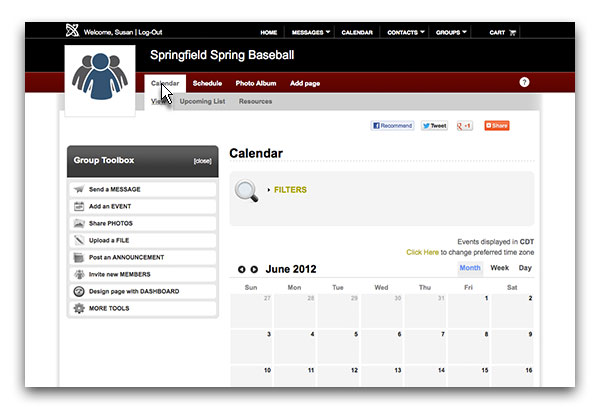 Welcome, Susan | Log-Out
HOME MESSAGES CALENDAR CONTACTS GROUPS CART
Springfield Spring Baseball
Calendar Schedule Photo Album Add page ?
View Upcoming List Resources
Recommend Tweet +1 Share
Group Toolbox [close]
Send a MESSAGE
Add an EVENT
Share PHOTOS
Upload a FILE
Post an ANNOUNCEMENT
Invite new MEMBERS
Design page with DASHBOARD
MORE TOOLS
Calendar
FILTERS
Events displayed in CDT
Click Here to change preferred time zone
June 2012 Month Week Day
Sun Mon Tue Wed Thu Fri Sat
27 28 29 30 31 1 2
3 4 5 6 7 8 9
10 11 12 13 14 15 16